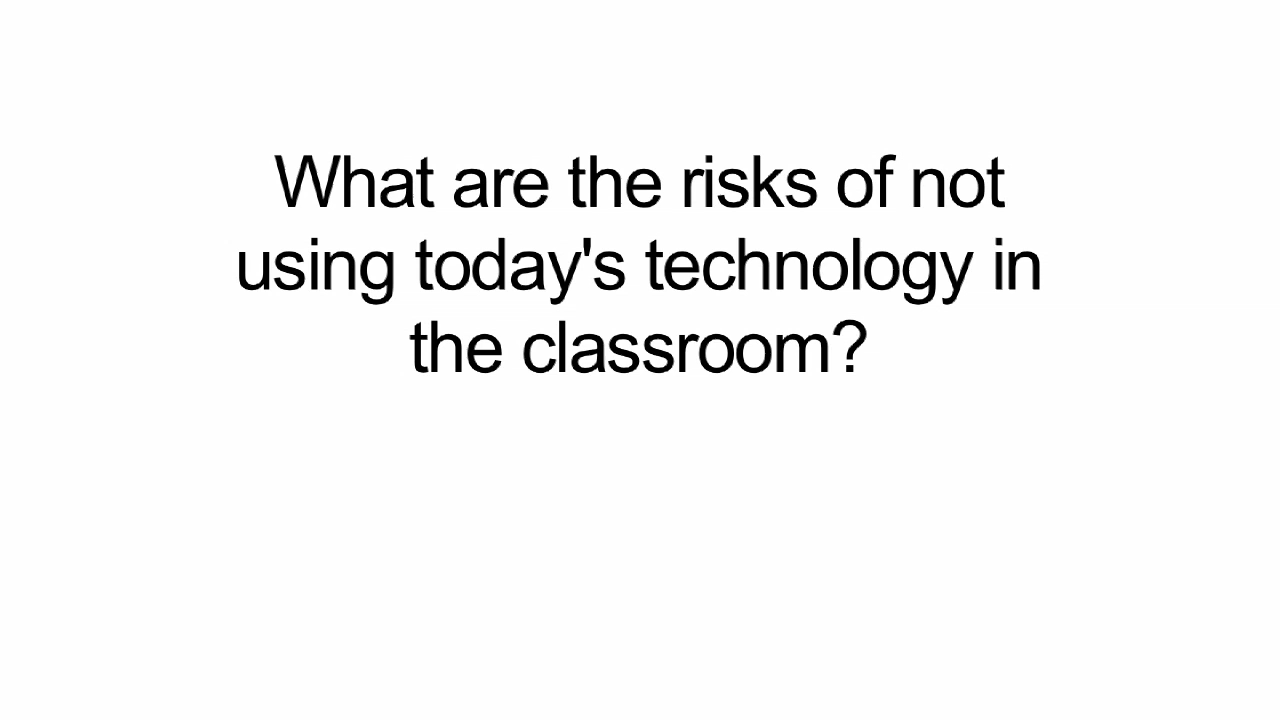 What are the risks of not
using today's technology in
the classroom?